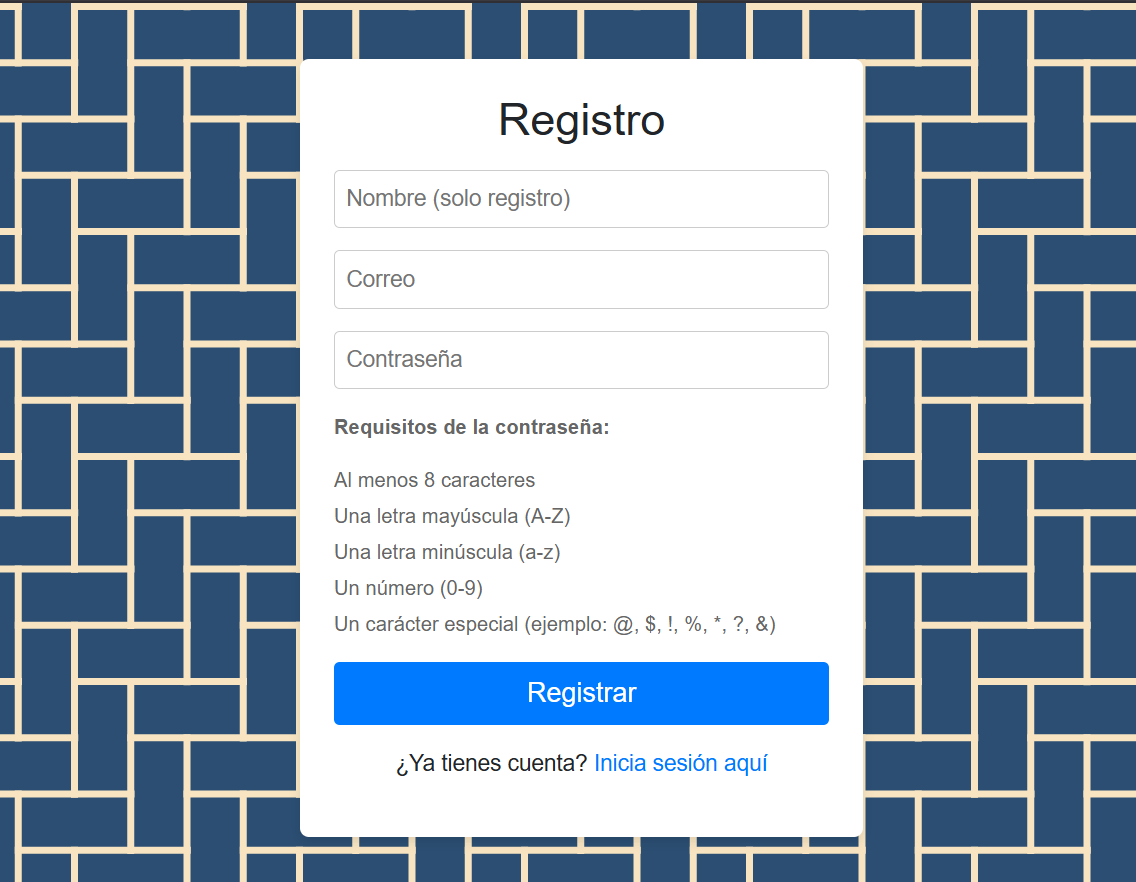 Registro
Nombre (solo registro)
Correo
Contraseña
Requisitos de la contraseña:
Al menos 8 caracteres
Una letra mayúscula (A-Z)
Una letra minúscula (a-z)
Un número (0-9)
Un carácter especial (ejemplo: @, $, !, %, *, ?, &)
Registrar
¿Ya tienes cuenta? Inicia sesión aquí